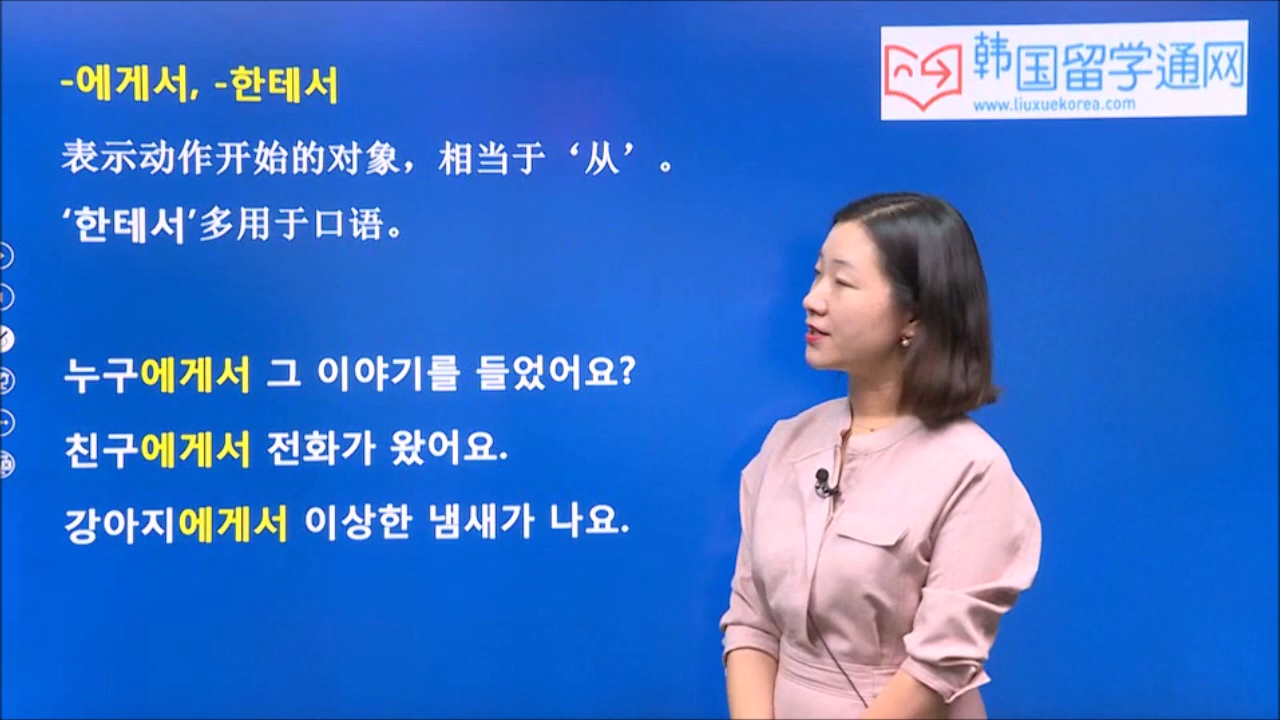 -에게서, -한테서
表示动作开始的对象，相当于‘从’。
‘한테서’多用于口语。
누구에게서 그 이야기를 들었어요?
친구에게서 전화가 왔어요.
강아지에게서 이상한 냄새가 나요.
韩国留学通网
www.liuxuekorea.com